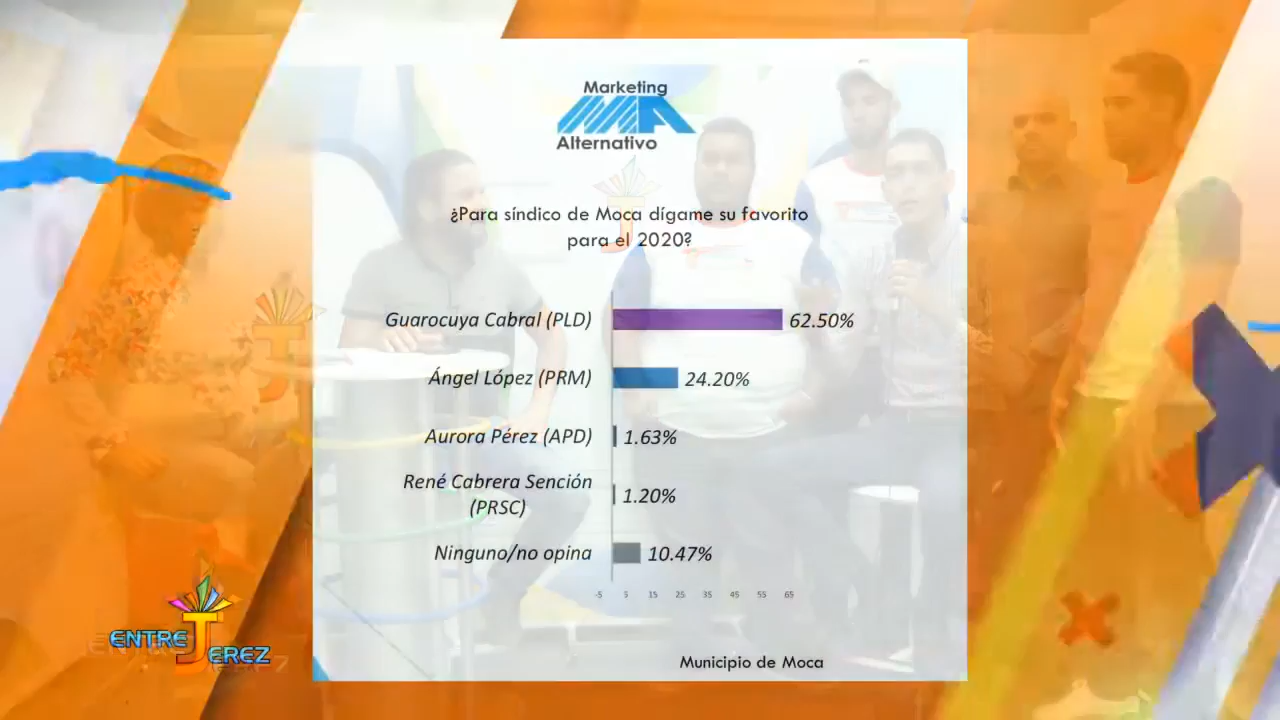 Marketing
MA
Alternativo
¿Para síndico de Moca dígame su favorito
para el 2020?
Guarocuya Cabral (PLD) 62.50%
Ángel López (PRM) 24.20%
Aurora Pérez (APD) 1.63%
René Cabrera Sención
(PRSC) 1.20%
Ninguno/no opina 10.47%
-5 5 15 25 35 45 55 65
Municipio de Moca
ENTRE JEREZ